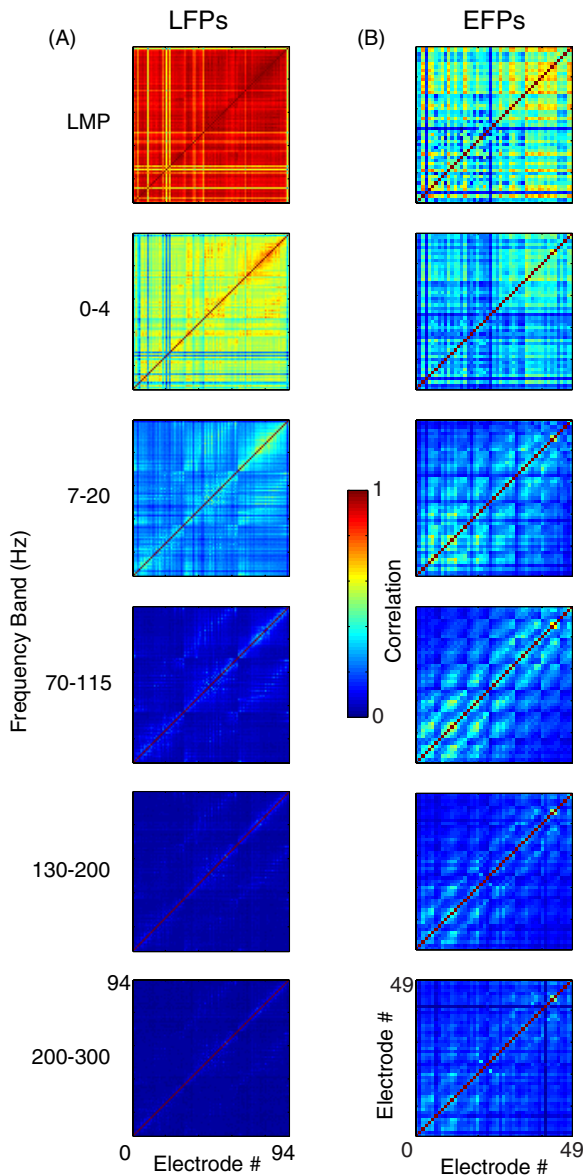 (A)
LFPs
(B)
EFPs
LMP
0-4
7-20
70-115
130-200
200-300
Frequency Band (Hz)
1
0
Correlation
94
0
94
Electrode #
49
Electrode #
0
49
Electrode #